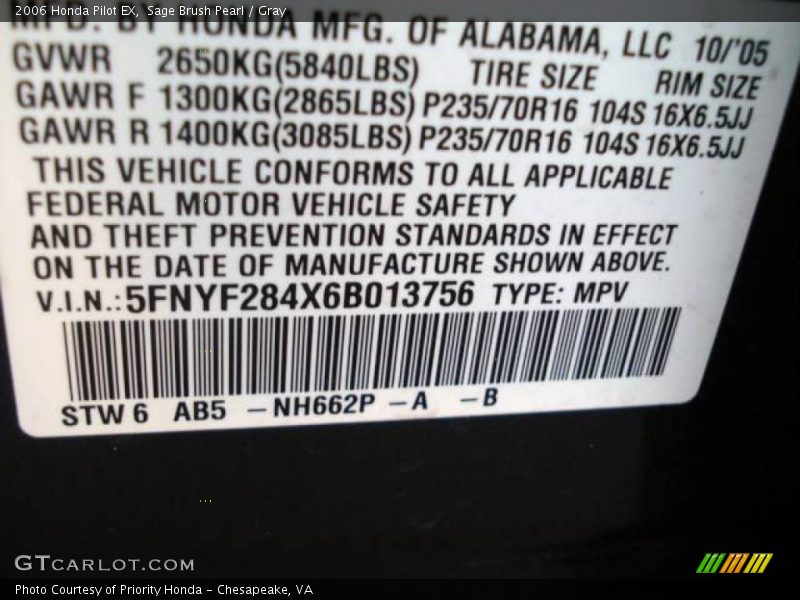 2006 Honda Pilot EX, Sage Brush Pearl / Gray
MFG. BY HONDA MFG. OF ALABAMA, LLC 10/'05
GVWR 2650KG(5840LBS) TIRE SIZE RIM SIZE
GAWR F 1300KG(2865LBS) P235/70R16 104S 16X6.5JJ
GAWR R 1400KG(3085LBS) P235/70R16 104S 16X6.5JJ
THIS VEHICLE CONFORMS TO ALL APPLICABLE
FEDERAL MOTOR VEHICLE SAFETY
AND THEFT PREVENTION STANDARDS IN EFFECT
ON THE DATE OF MANUFACTURE SHOWN ABOVE.
V.I.N.:5FNYF284X6B013756 TYPE: MPV
STW 6 AB5 –NH662P –A –B
GTCARLOT.COM
Photo Courtesy of Priority Honda - Chesapeake, VA